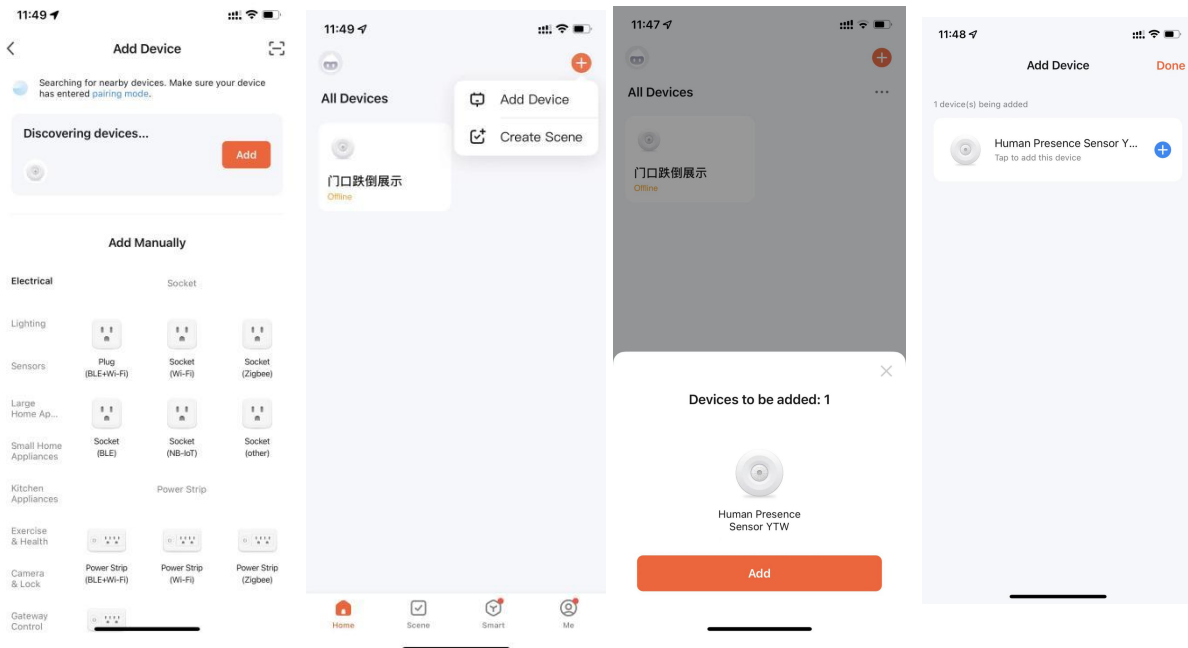 11:49
Add Device
Searching for nearby devices. Make sure your device
has entered pairing mode.
Discovering devices...
Add
Add Manually
Electrical
Socket
Lighting
Plug
(BLE+Wi-Fi)
Socket
(Wi-Fi)
Socket
(Zigbee)
Sensors
Large
Home Ap...
Socket
(BLE)
Socket
(NB-IoT)
Socket
(other)
Small Home
Appliances
Kitchen
Appliances
Power Strip
Exercise
& Health
Power Strip
(BLE+Wi-Fi)
Power Strip
(Wi-Fi)
Power Strip
(Zigbee)
Camera
& Lock
Gateway
Control
11:49
All Devices
Add Device
Create Scene
门口跌倒展示
Offline
Home
Scene
Smart
Me
11:47
All Devices
门口跌倒展示
Offline
Devices to be added: 1
Human Presence
Sensor YTW
Add
11:48
Add Device
Done
1 device(s) being added
Human Presence Sensor Y...
Tap to add this device